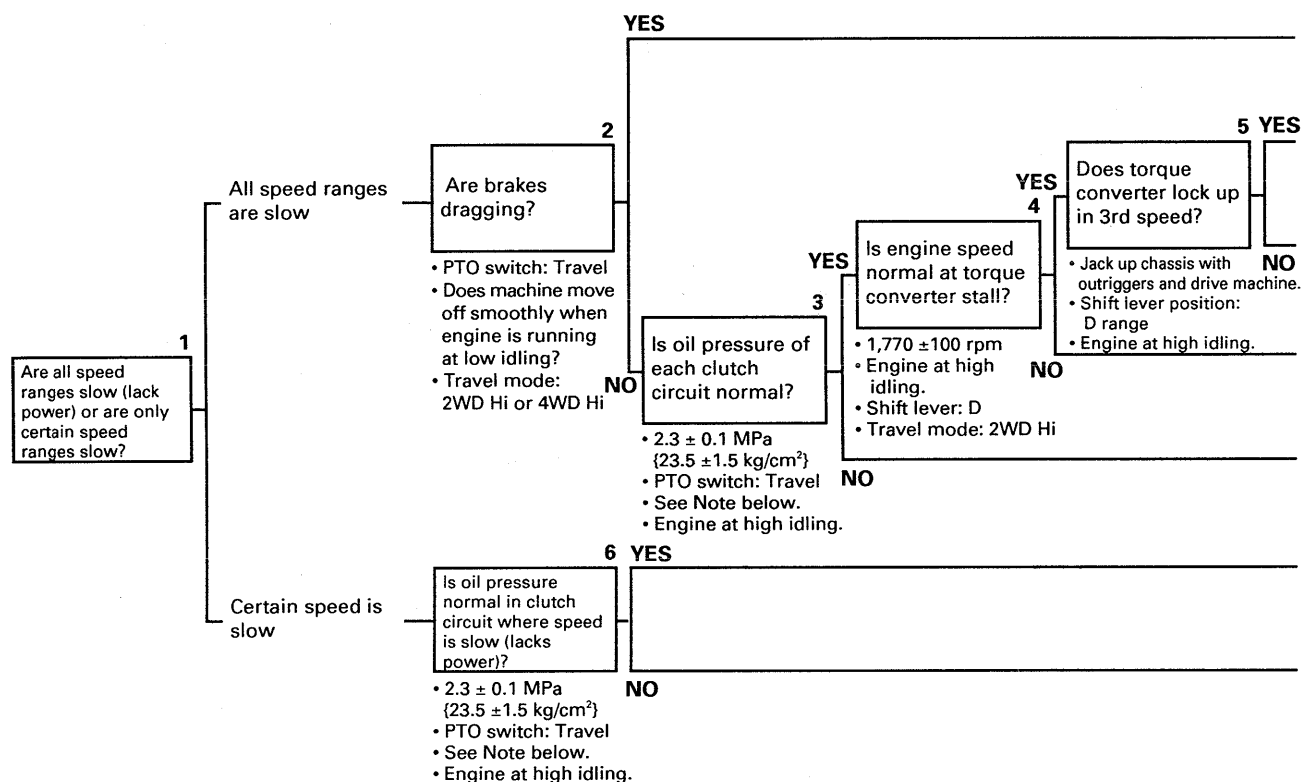 1
Are all speed
ranges slow (lack
power) or are only
certain speed
ranges slow?
All speed ranges
are slow
2
Are brakes
dragging?
• PTO switch: Travel
• Does machine move
off smoothly when
engine is running
at low idling?
• Travel mode:
2WD Hi or 4WD Hi
YES
NO
3
Is oil pressure of
each clutch
circuit normal?
• 2.3 ± 0.1 MPa
{23.5 ±1.5 kg/cm²}
• PTO switch: Travel
• See Note below.
• Engine at high idling.
YES
NO
4
Is engine speed
normal at torque
converter stall?
• 1,770 ±100 rpm
• Engine at high
idling.
• Shift lever: D
• Travel mode: 2WD Hi
YES
NO
5
Does torque
converter lock up
in 3rd speed?
• Jack up chassis with
outriggers and drive machine.
• Shift lever position:
D range
• Engine at high idling.
YES
NO
Certain speed is
slow
6
Is oil pressure
normal in clutch
circuit where speed
is slow (lacks
power)?
• 2.3 ± 0.1 MPa
{23.5 ±1.5 kg/cm²}
• PTO switch: Travel
• See Note below.
• Engine at high idling.
YES
NO